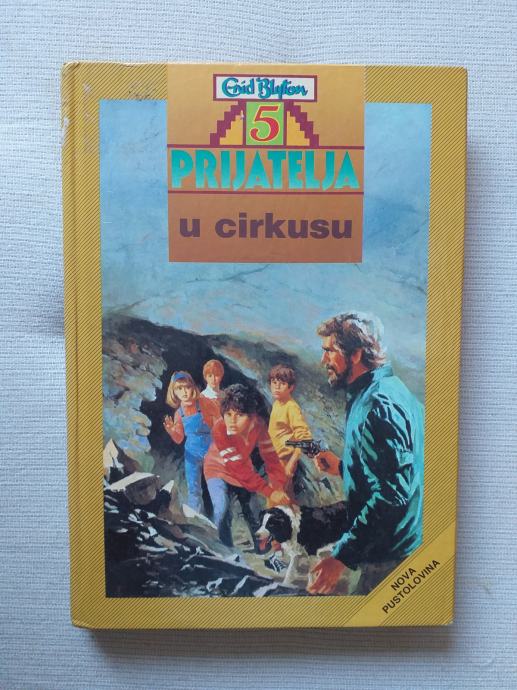 Enid Blyton
5
PRIJATELJA
u cirkusu
NOVA
PUSTOLOVINA